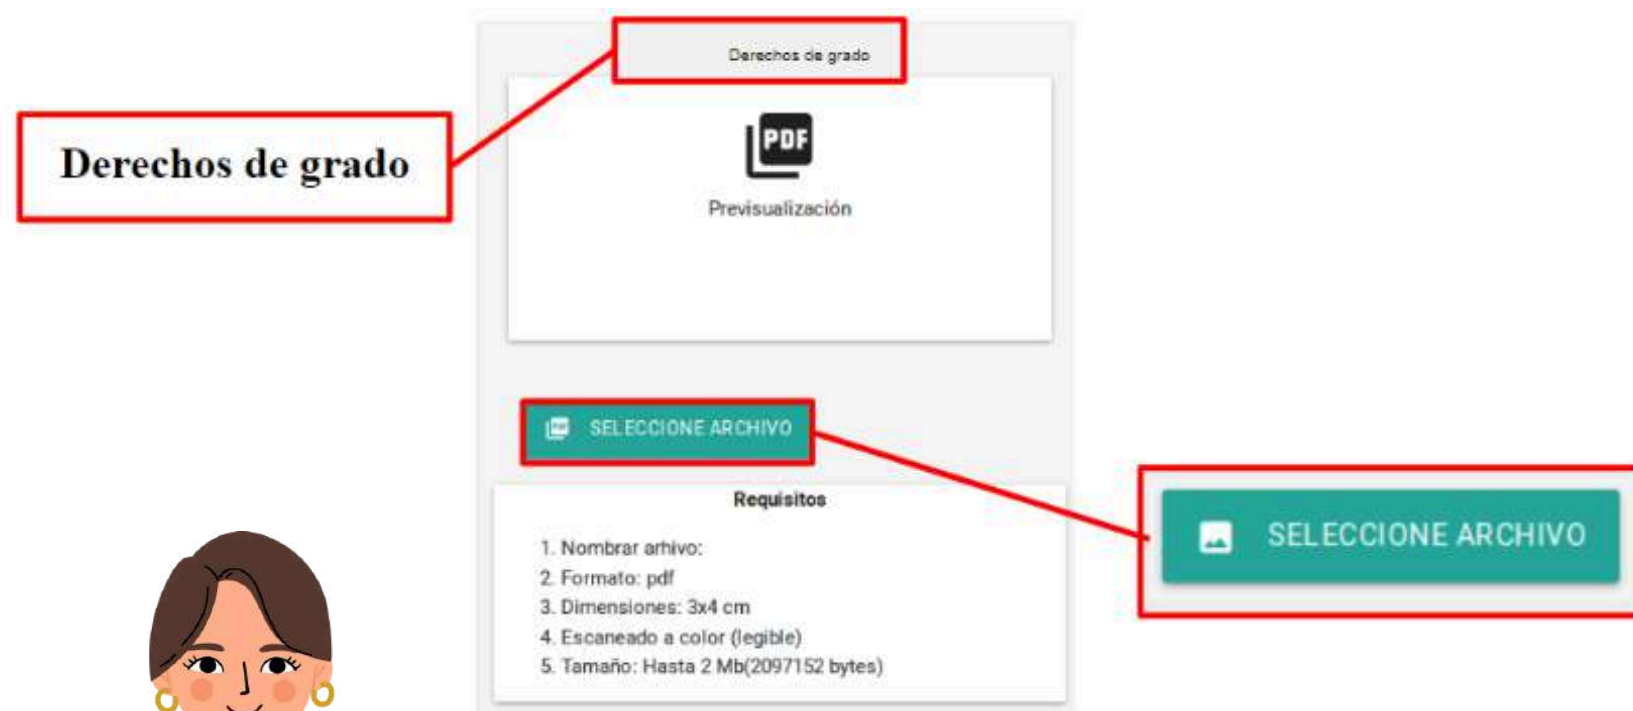 Derechos de grado
Derechos de grado
PDF
Previsualización
SELECCIONE ARCHIVO
SELECCIONE ARCHIVO
Requisitos
1. Nombrar arhivo:
2. Formato: pdf
3. Dimensiones: 3x4 cm
4. Escaneado a color (legible)
5. Tamaño: Hasta 2 Mb(2097152 bytes)